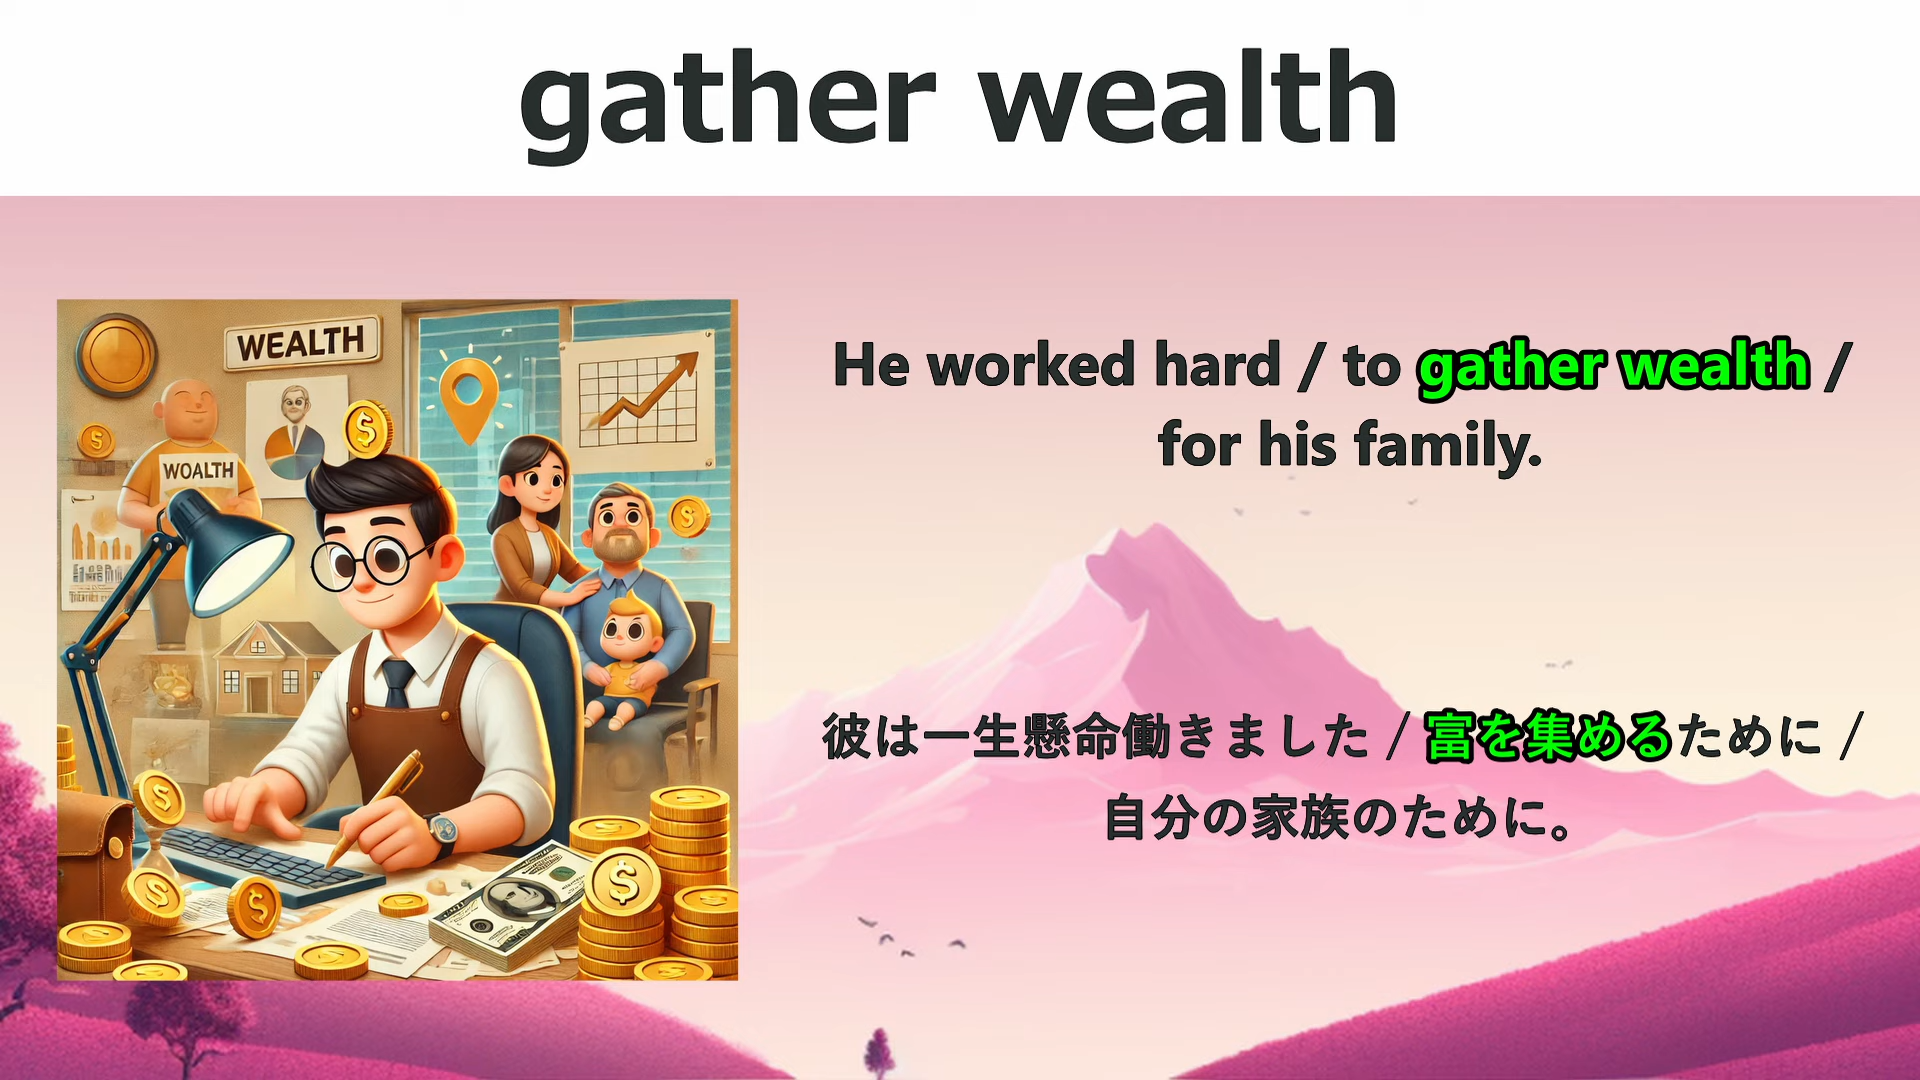 gather wealth
WEALTH
WOALTH
He worked hard / to gather wealth /
for his family.
彼は一生懸命働きました / 富を集めるために /
自分の家族のために。